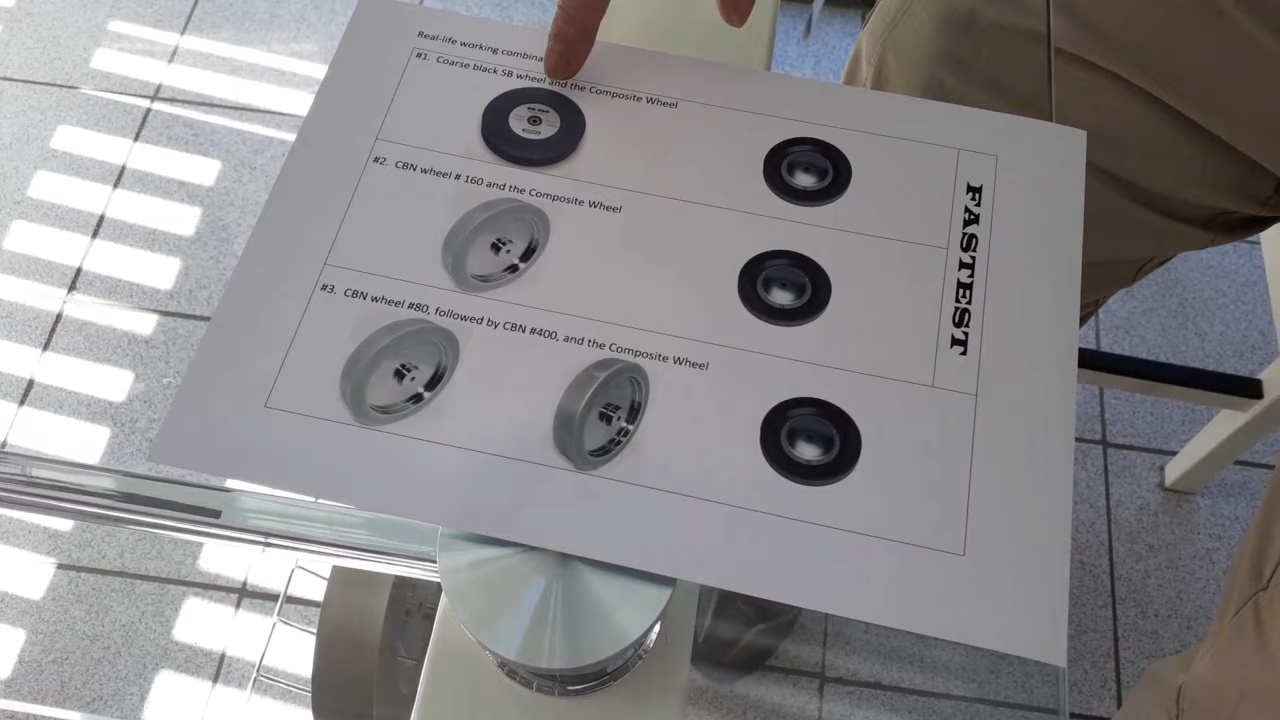 Real-life working
#1. Coarse black SB wheel and the Composite Wheel
#2. CBN wheel # 160 and the Composite Wheel
#3. CBN wheel #80, followed by CBN #400, and the Composite Wheel
FASTEST